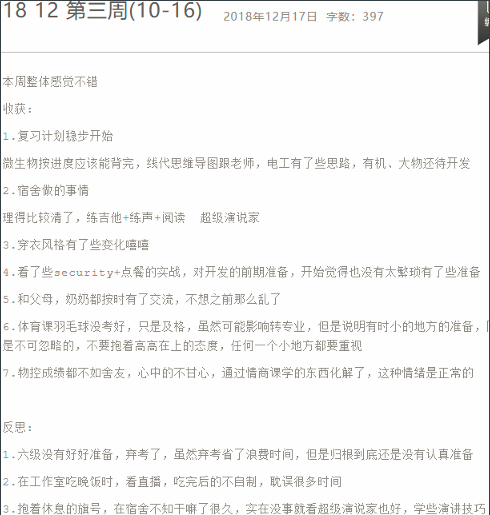 18 12 第三周(10-16)
2018年12月17日 字数：397
本周整体感觉不错
收获：
1.复习计划稳步开始
微生物按进度应该能背完，线代思维导图跟老师，电工有了些思路，有机、大物还待开发
2.宿舍做的事情
理得比较清了，练吉他+练声+阅读 超级演说家
3.穿衣风格有了些变化嘻嘻
4.看了些security+点餐的实战，对开发的前期准备，开始觉得也没有太繁琐有了些准备
5.和父母，奶奶都按时有了交流，不想之前那么乱了
6.体育课羽毛球没考好，只是及格，虽然可能影响转专业，但是说明有时小的地方的准备，
是不可忽略的，不要抱着高高在上的态度，任何一个小地方都要重视
7.物控成绩都不如舍友，心中的不甘心，通过情商课学的东西化解了，这种情绪是正常的
反思：
1.六级没有好好准备，弃考了，虽然弃考省了浪费时间，但是归根到底还是没有认真准备
2.在工作室吃晚饭时，看直播，吃完后的不自制，耽误很多时间
3.抱着休息的旗号，在宿舍不知干嘛了很久，实在没事就看超级演说家也好，学些演讲技巧